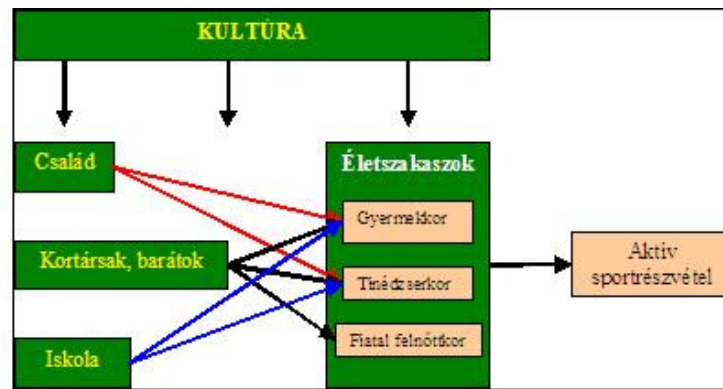 KULTÚRA
Család
Kortársak, barátok
Iskola
Életszakaszok
Gyermekkor
Tinédzserkor
Fiatal felnőttkor
Aktív
sportrészvétel